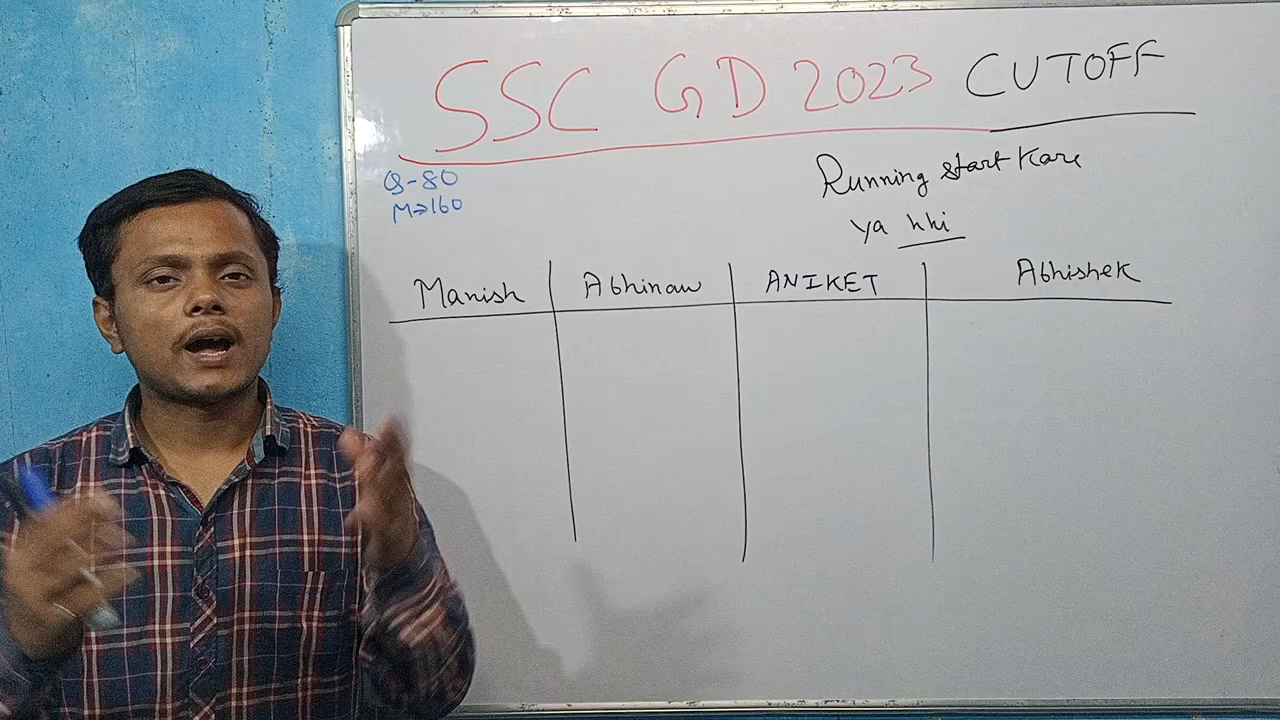 SSC GD 2023 CUTOFF
Q-80
M→160
Running start Kare
ya nhi
Manish Abhinaw ANIKET Abhishek